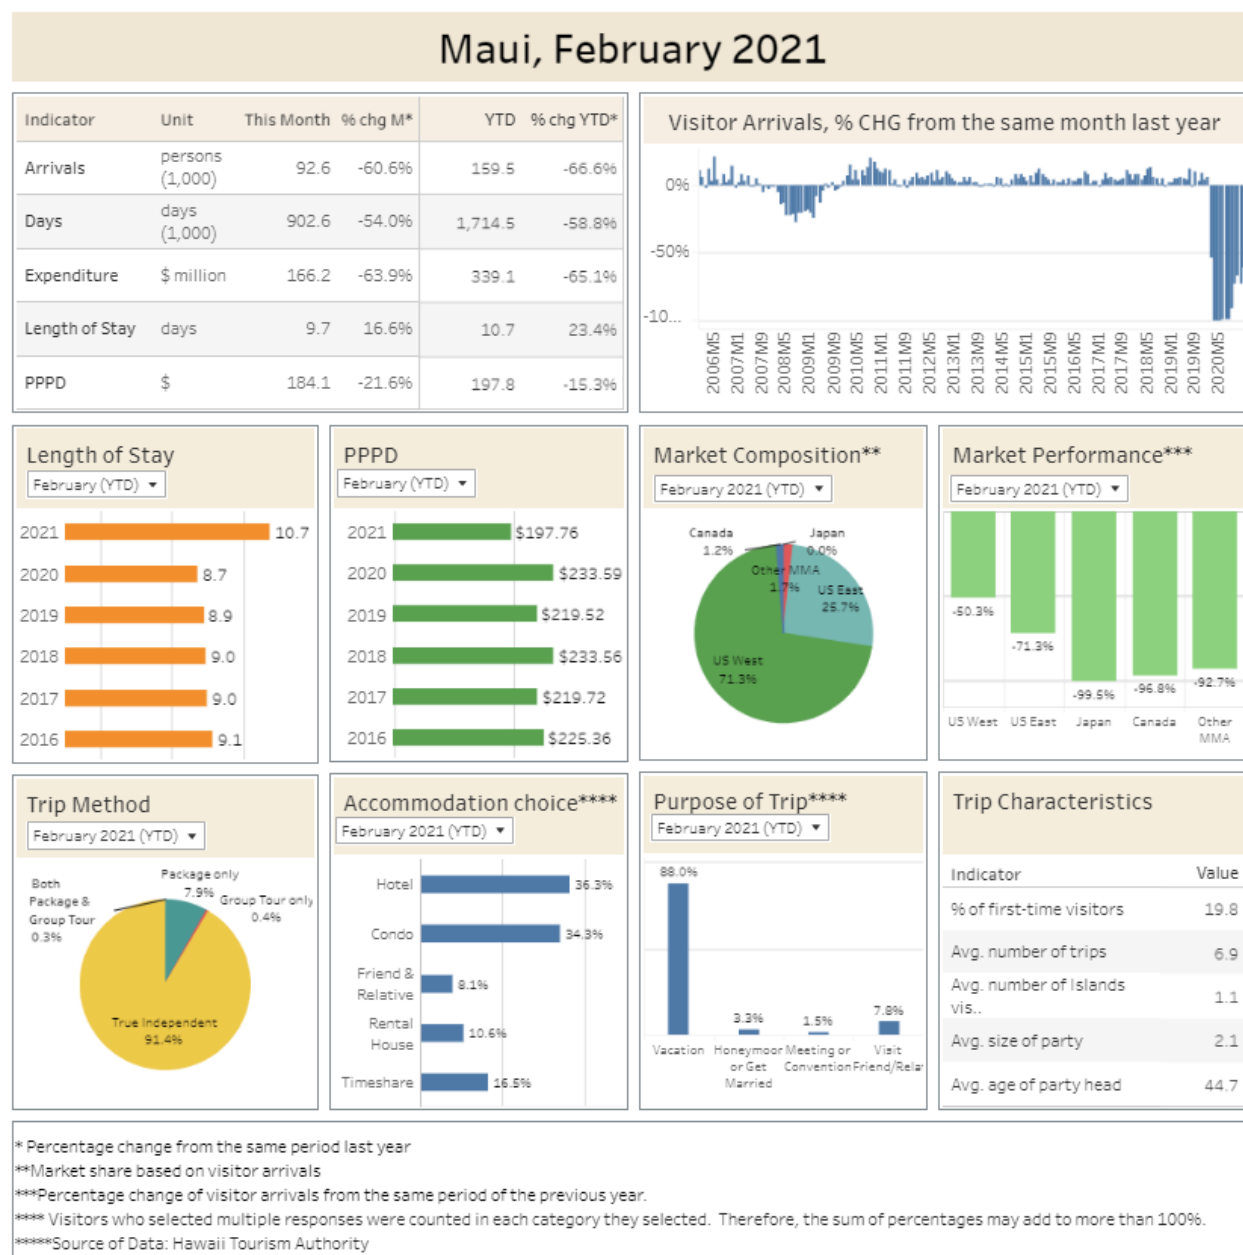 Maui, February 2021
Indicator Unit This Month % chg M* YTD % chg YTD*
Arrivals persons (1,000) 92.6 -60.6% 159.5 -66.6%
Days days (1,000) 902.6 -54.0% 1,714.5 -58.8%
Expenditure $ million 166.2 -63.9% 339.1 -65.1%
Length of Stay days 9.7 16.6% 10.7 23.4%
PPPD $ 184.1 -21.6% 197.8 -15.3%
Visitor Arrivals, % CHG from the same month last year
0%
-50%
-10...
2006M5 2007M1 2007M9 2008M5 2009M1 2009M9 2010M5 2011M1 2011M9 2012M5 2013M1 2013M9 2014M5 2015M1 2015M9 2016M5 2017M1 2017M9 2018M5 2019M1 2019M9 2020M5
Length of Stay
February (YTD)
2021 10.7
2020 8.7
2019 8.9
2018 9.0
2017 9.0
2016 9.1
PPPD
February (YTD)
2021 $197.76
2020 $233.59
2019 $219.52
2018 $233.56
2017 $219.72
2016 $225.36
Market Composition**
February 2021 (YTD)
Canada
1.2%
Japan
0.0%
Other MMA
1.7%
US East
25.7%
US West
71.3%
Market Performance***
February 2021 (YTD)
-50.3%
-71.3%
-99.5%
-96.8%
-92.7%
US West US East Japan Canada Other
MMA
Trip Method
February 2021 (YTD)
Both
Package &
Group Tour
0.3%
Package only
7.9%
Group Tour only
0.4%
True Independent
91.4%
Accommodation choice****
February 2021 (YTD)
Hotel 36.3%
Condo 34.3%
Friend &
Relative 8.1%
Rental
House 10.6%
Timeshare 16.5%
Purpose of Trip****
February 2021 (YTD)
88.0%
3.3%
1.5%
7.8%
Vacation
Honeymoor
or Get
Married
Meeting or
Convention
Visit
Friend/Relat
Trip Characteristics
Indicator Value
% of first-time visitors 19.8
Avg. number of trips 6.9
Avg. number of Islands
vis.. 1.1
Avg. size of party 2.1
Avg. age of party head 44.7
* Percentage change from the same period last year
**Market share based on visitor arrivals
***Percentage change of visitor arrivals from the same period of the previous year.
**** Visitors who selected multiple responses were counted in each category they selected. Therefore, the sum of percentages may add to more than 100%.
*****Source of Data: Hawaii Tourism Authority